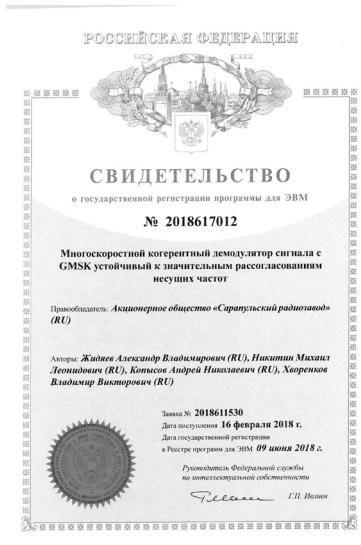 РОССИЙСКАЯ ФЕДЕРАЦИЯ
СВИДЕТЕЛЬСТВО
о государственной регистрации программы для ЭВМ
№ 2018617012
Многоскоростной когерентный демодулятор сигнала с
GMSK устойчивый к значительным рассогласованиям
несущих частот
Правообладатель: Акционерное общество «Сарапульский радиозавод»
(RU)
Авторы: Жидяев Александр Владимирович (RU), Никитин Михаил
Леонидович (RU), Копысов Андрей Николаевич (RU), Хворенков
Владимир Викторович (RU)
Заявка № 2018611530
Дата поступления 16 февраля 2018 г.
Дата государственной регистрации
в Реестре программ для ЭВМ 09 июня 2018 г.
Руководитель Федеральной службы
по интеллектуальной собственности
Г.П. Ивлиев